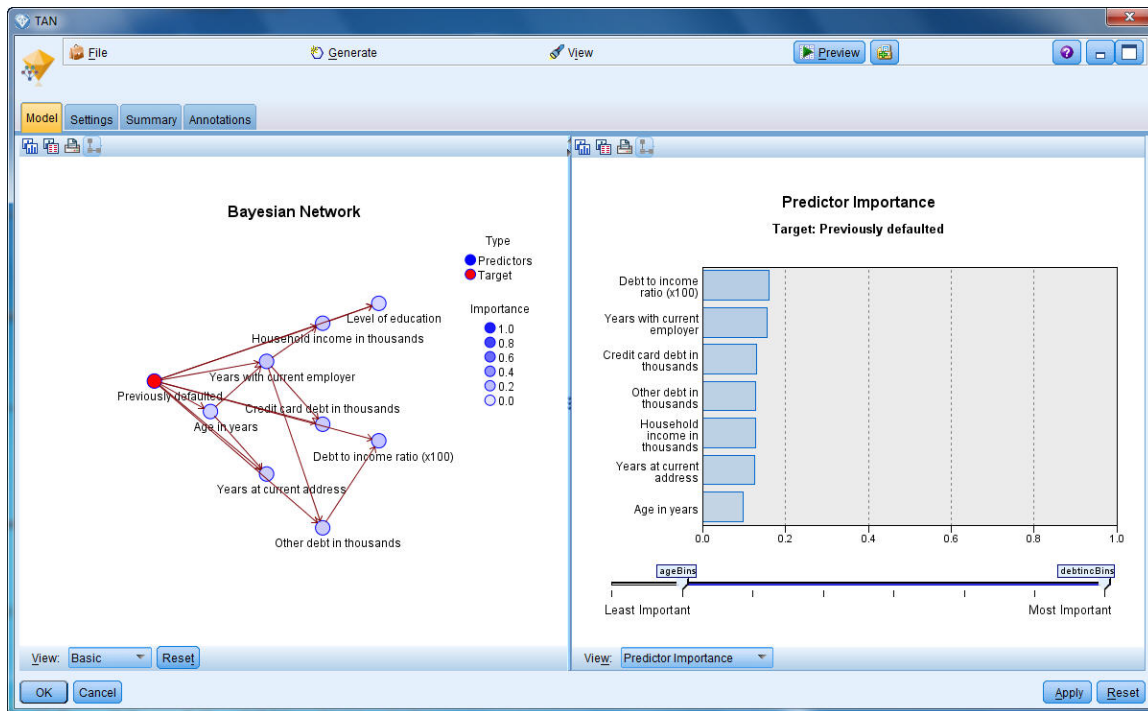 TAN
File
Generate
View
Preview
Model
Settings
Summary
Annotations
Bayesian Network
Type
Predictors
Target
Importance
1.0
0.8
0.6
0.4
0.2
0.0
Level of education
Household income in thousands
Years with current employer
Previously defaulted
Credit card debt in thousands
Age in years
Debt to income ratio (x100)
Years at current address
Other debt in thousands
View:
Basic
Reset
Predictor Importance
Target: Previously defaulted
Debt to income
ratio (x100)
Years with current
employer
Credit card debt in
thousands
Other debt in
thousands
Household
income in
thousands
Years at current
address
Age in years
0.0
0.2
0.4
0.6
0.8
1.0
ageBins
debtincBins
Least Important
Most Important
View:
Predictor Importance
OK
Cancel
Apply
Reset